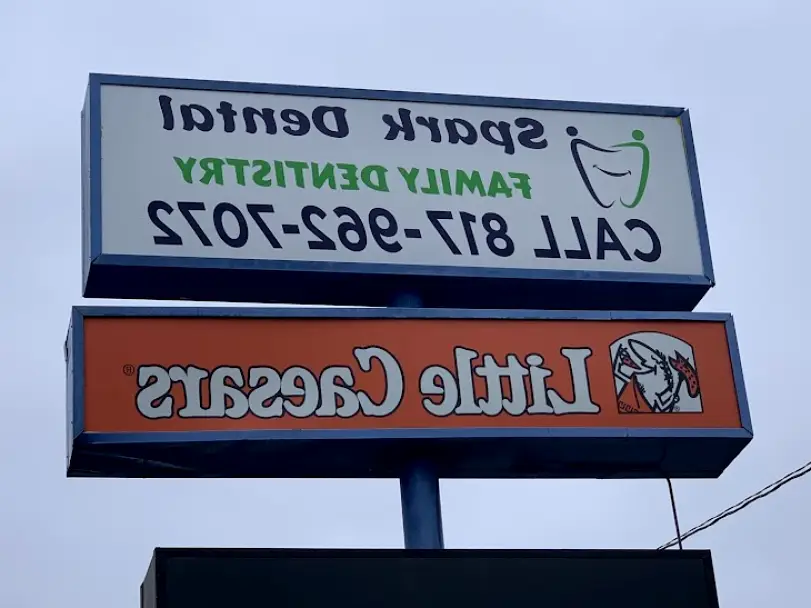 Spark Dental
FAMILY DENTISTRY
CALL 817-962-7072
Little Caesars®